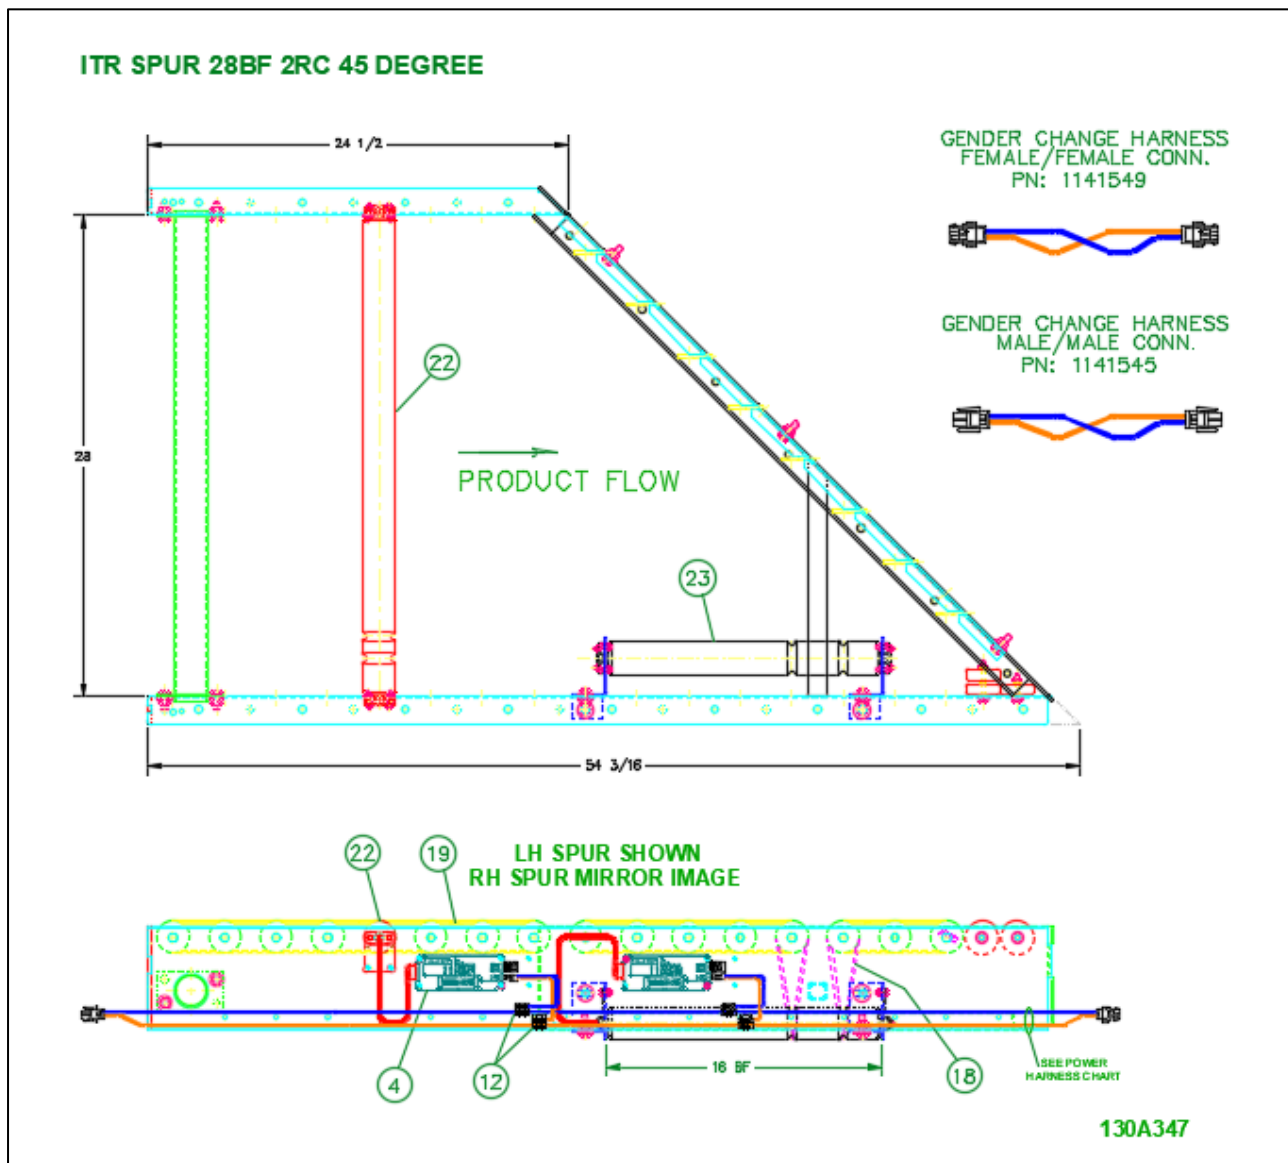 ITR SPUR 28BF 2RC 45 DEGREE
24 1/2
GENDER CHANGE HARNESS
FEMALE/FEMALE CONN.
PN: 1141549
GENDER CHANGE HARNESS
MALE/MALE CONN.
PN: 1141545
22
28
PRODUCT FLOW
23
54 3/16
22
19
LH SPUR SHOWN
RH SPUR MIRROR IMAGE
4
12
16 BF
18
SEE POWER
HARNESS CHART
130A347